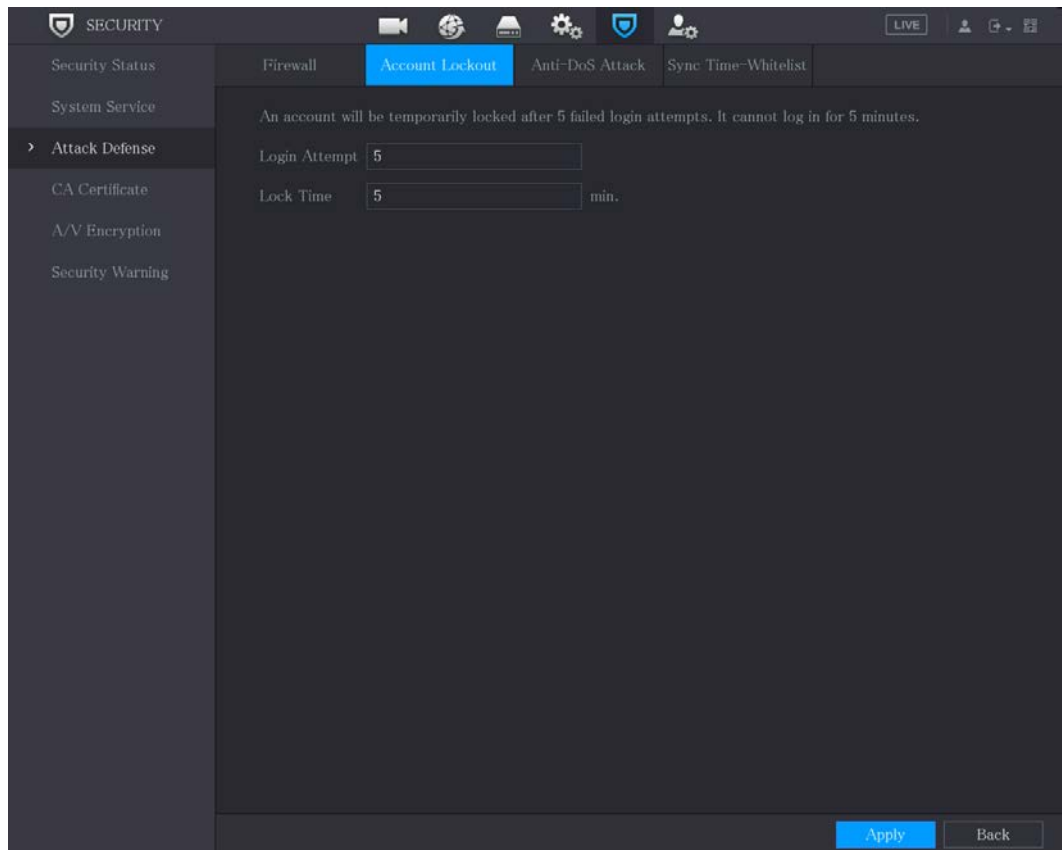 SECURITY
LIVE
Security Status
System Service
Attack Defense
CA Certificate
A/V Encryption
Security Warning
Firewall
Account Lockout
Anti-DoS Attack
Sync Time-Whitelist
An account will be temporarily locked after 5 failed login attempts. It cannot log in for 5 minutes.
Login Attempt 5
Lock Time 5 min.
Apply
Back